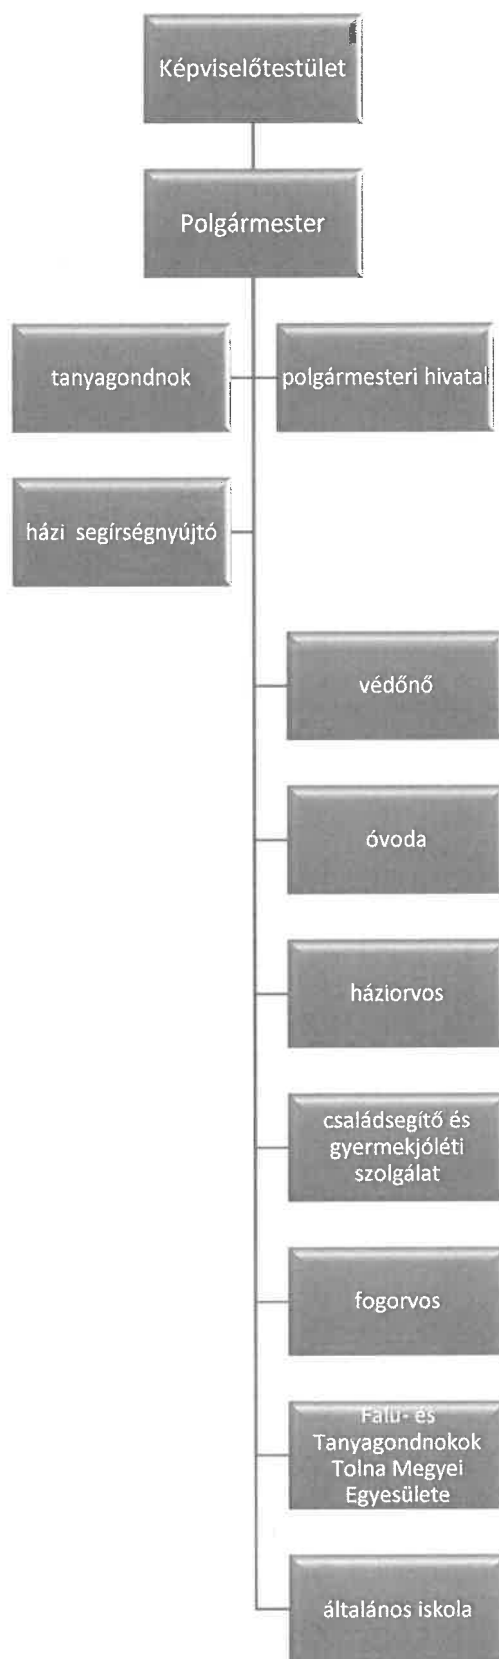 Képviselőtestület
Polgármester
tanyagondnok
polgármesteri hivatal
házi segírségnyújtó
védőnő
óvoda
háziorvos
családsegítő és
gyermekjóléti
szolgálat
fogorvos
Falu- és
Tanyagondnokok
Tolna Megyei
Egyesülete
általános iskola